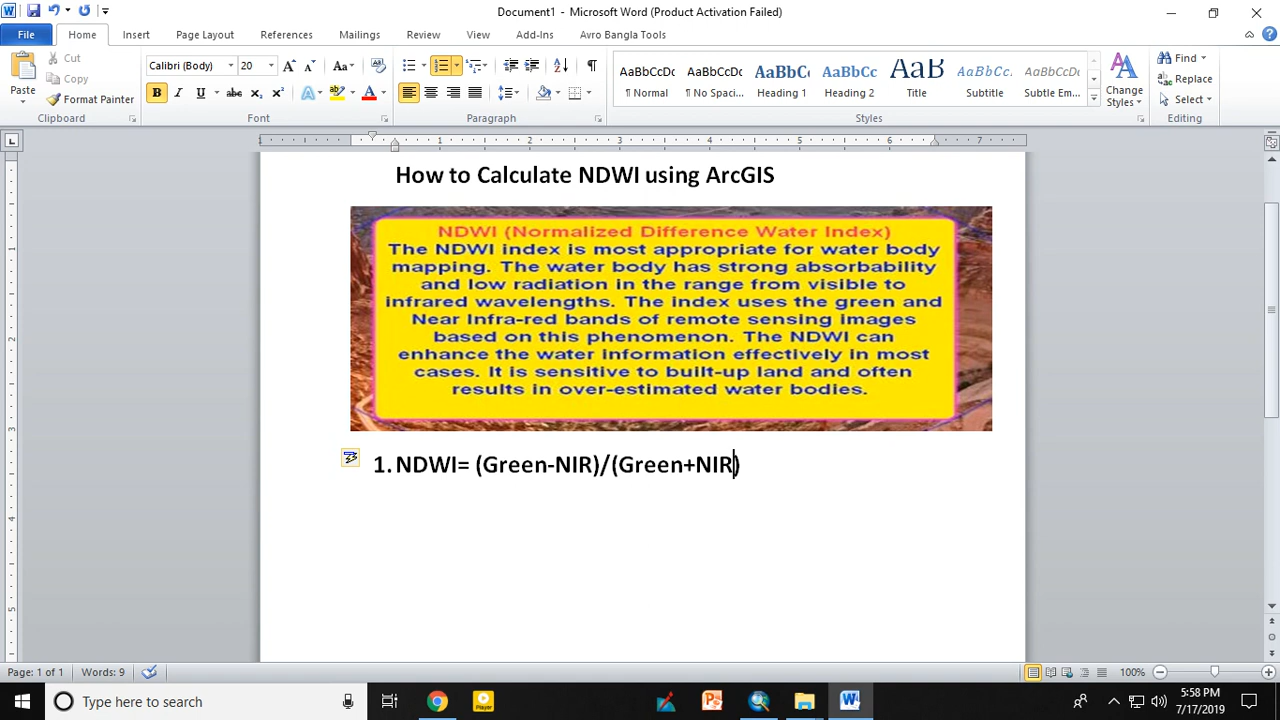 Document1 - Microsoft Word (Product Activation Failed)
File Home Insert Page Layout References Mailings Review View Add-Ins Avro Bangla Tools
Paste
Cut
Copy
Format Painter
Clipboard
Calibri (Body) 20
Font
Paragraph
AaBbCcDc AaBbCcDc AaBbCc AaBbCc AaB AaBbCcL AaBbCcDc
¶ Normal ¶ No Spaci... Heading 1 Heading 2 Title Subtitle Subtle Em...
Styles
Change Styles
Find
Replace
Select
Editing
How to Calculate NDWI using ArcGIS
NDWI (Normalized Difference Water Index)
The NDWI index is most appropriate for water body
mapping. The water body has strong absorbability
and low radiation in the range from visible to
infrared wavelengths. The index uses the green and
Near Infra-red bands of remote sensing images
based on this phenomenon. The NDWI can
enhance the water information effectively in most
cases. It is sensitive to built-up land and often
results in over-estimated water bodies.
1. NDWI= (Green-NIR)/(Green+NIR)
Page: 1 of 1 Words: 9 100%
Type here to search
Player
5:58 PM
7/17/2019